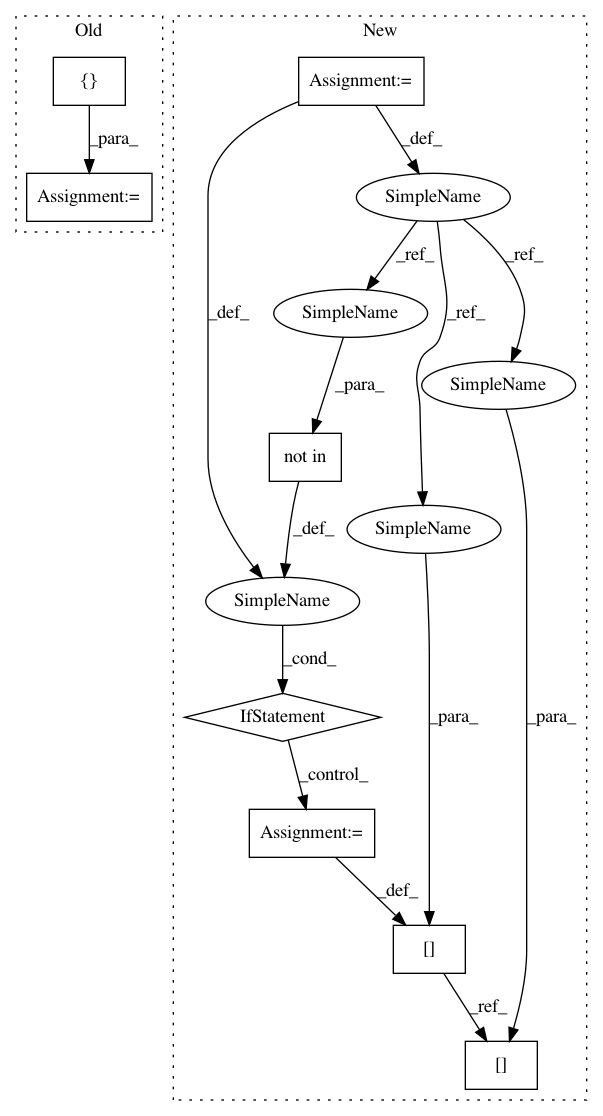 Old
New
{}
Assignment:=
_para_
_def_
Assignment:=
SimpleName
_ref_
_ref_
_def_
SimpleName
_ref_
SimpleName
_para_
not in
SimpleName
_def_
SimpleName
_cond_
IfStatement
_para_
_para_
_control_
Assignment:=
_def_
[]
_ref_
[]